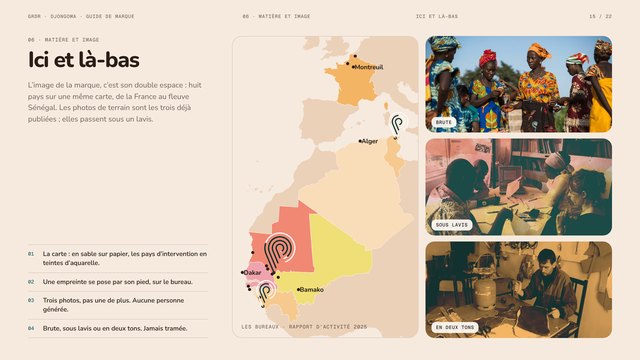 GRDR · DJONGOMA · GUIDE DE MARQUE
06 · MATIÈRE ET IMAGE
ICI ET LÀ-BAS
15 / 22
06 · MATIÈRE ET IMAGE
Ici et là-bas
L'image de la marque, c'est son double espace : huit
pays sur une même carte, de la France au fleuve
Sénégal. Les photos de terrain sont les trois déjà
publiées ; elles passent sous un lavis.
01 La carte : en sable sur papier, les pays d'intervention en
teintes d'aquarelle.
02 Une empreinte se pose par son pied, sur le bureau.
03 Trois photos, pas une de plus. Aucune personne
générée.
04 Brute, sous lavis ou en deux tons. Jamais tramée.
Montreuil
Alger
Dakar
Bamako
LES BUREAUX · RAPPORT D'ACTIVITÉ 2025
BRUTE
SOUS LAVIS
EN DEUX TONS